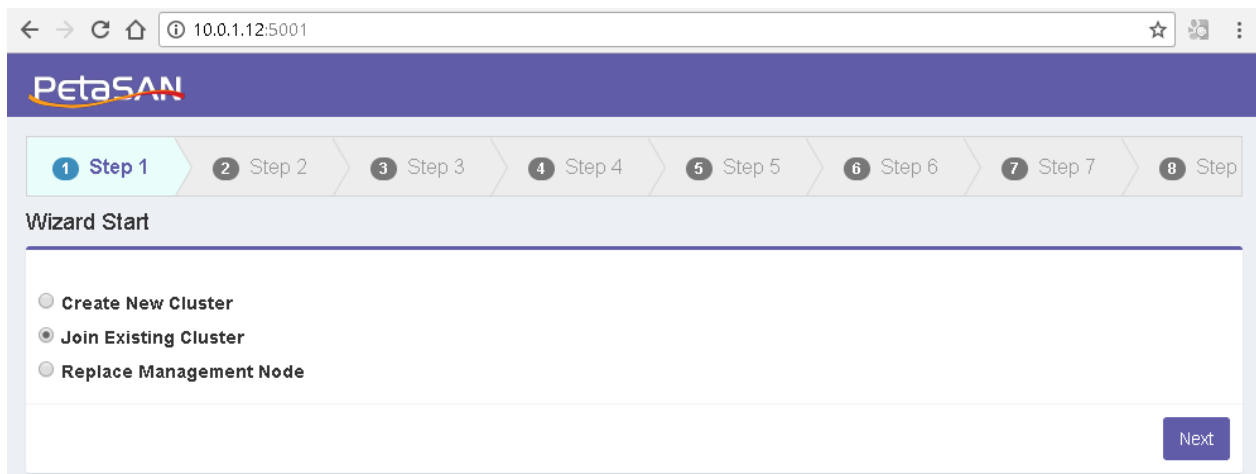 10.0.1.12:5001
PetaSAN
1 Step 1 2 Step 2 3 Step 3 4 Step 4 5 Step 5 6 Step 6 7 Step 7 8 Step
Wizard Start
Create New Cluster
Join Existing Cluster
Replace Management Node
Next